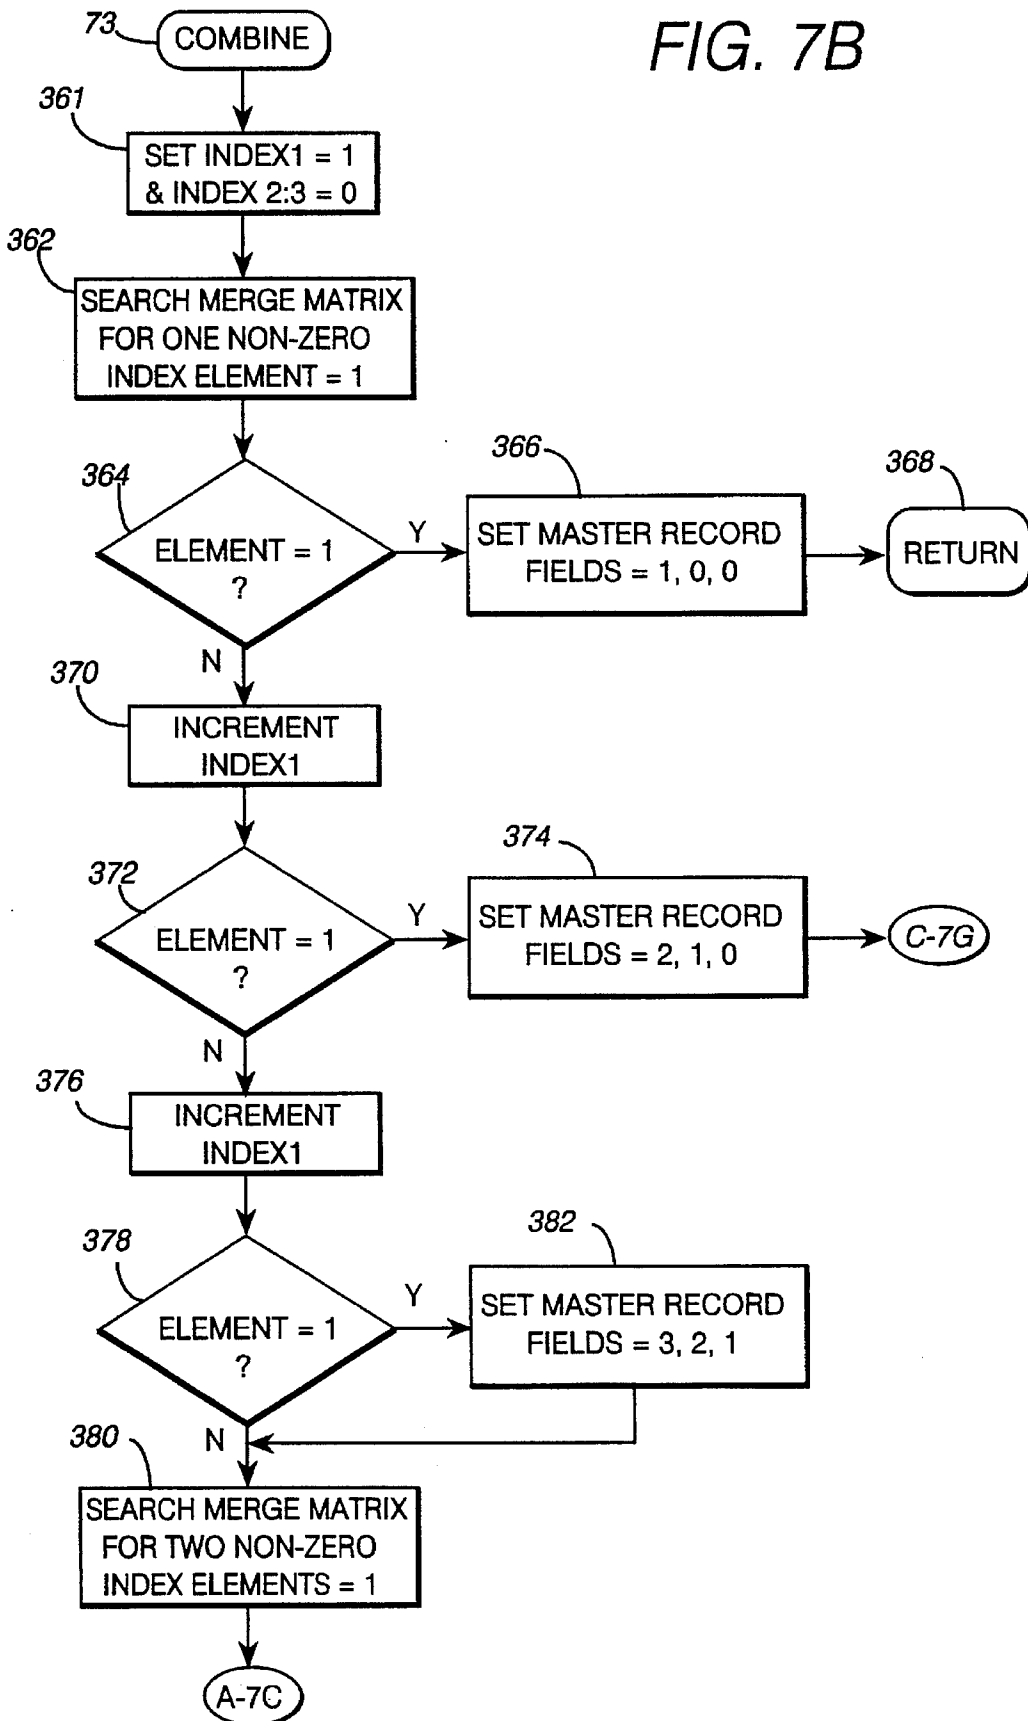 FIG. 7B
73
COMBINE
361
SET INDEX1 = 1
& INDEX 2:3 = 0
362
SEARCH MERGE MATRIX
FOR ONE NON-ZERO
INDEX ELEMENT = 1
364
ELEMENT = 1
?
Y
366
SET MASTER RECORD
FIELDS = 1, 0, 0
368
RETURN
N
370
INCREMENT
INDEX1
372
ELEMENT = 1
?
Y
374
SET MASTER RECORD
FIELDS = 2, 1, 0
C-7G
N
376
INCREMENT
INDEX1
378
ELEMENT = 1
?
Y
382
SET MASTER RECORD
FIELDS = 3, 2, 1
N
380
SEARCH MERGE MATRIX
FOR TWO NON-ZERO
INDEX ELEMENTS = 1
A-7C